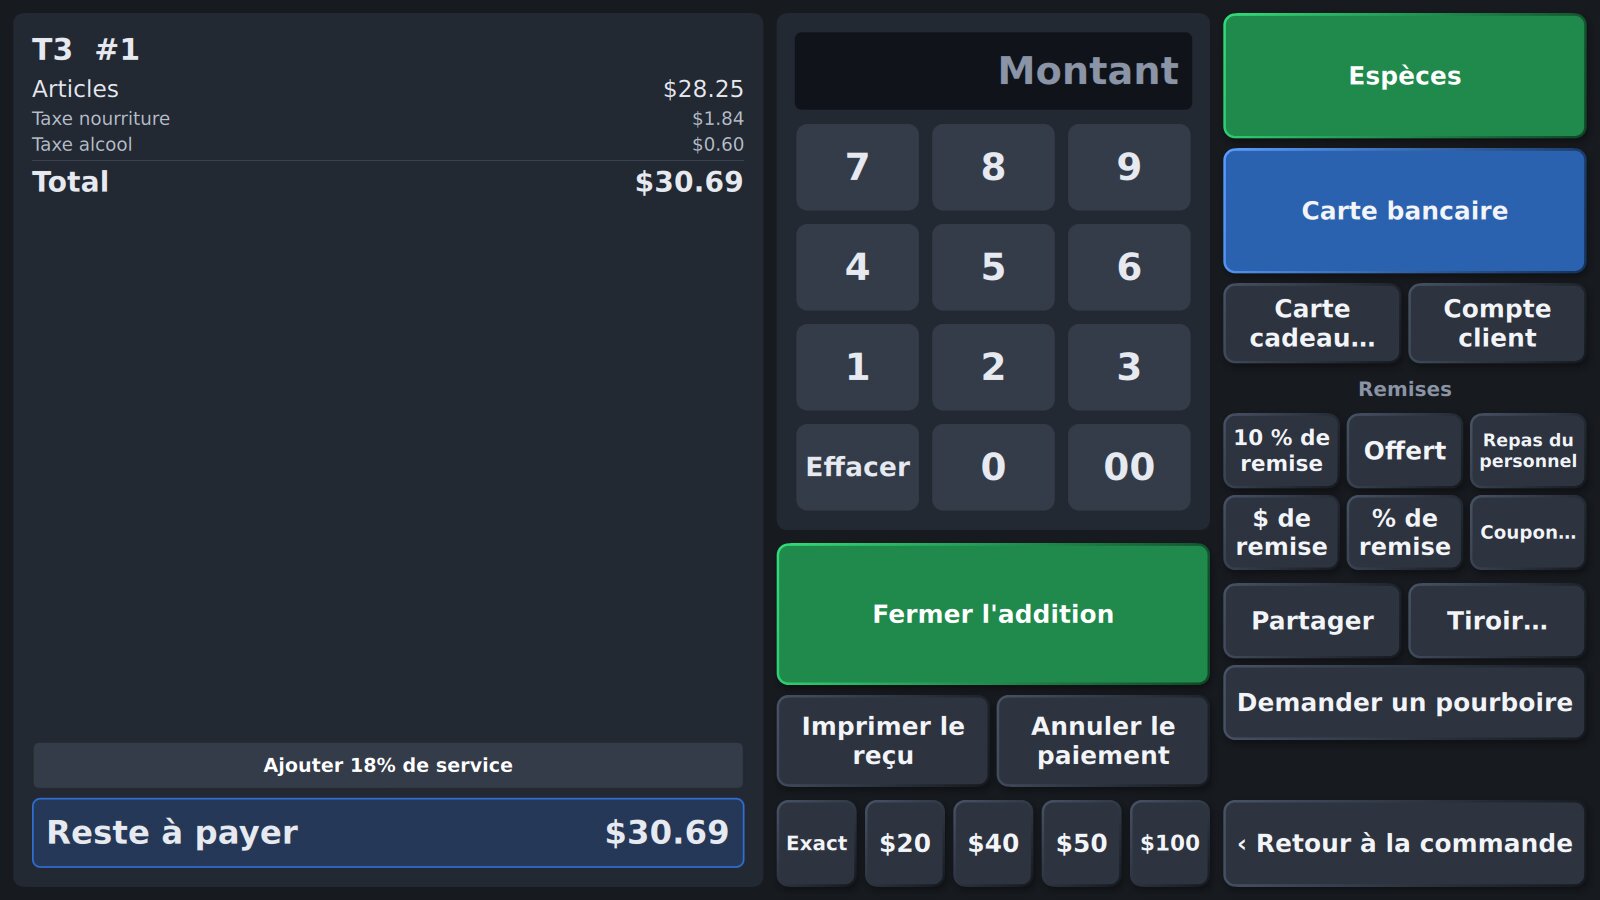 T3 #1
Articles $28.25
Taxe nourriture $1.84
Taxe alcool $0.60
Total $30.69
Ajouter 18% de service
Reste à payer $30.69
Montant
7 8 9
4 5 6
1 2 3
Effacer 0 00
Fermer l'addition
Imprimer le
reçu
Annuler le
paiement
Exact $20 $40 $50 $100
Espèces
Carte bancaire
Carte
cadeau…
Compte
client
Remises
10 % de
remise
Offert
Repas du
personnel
$ de
remise
% de
remise
Coupon…
Partager
Tiroir…
Demander un pourboire
‹ Retour à la commande